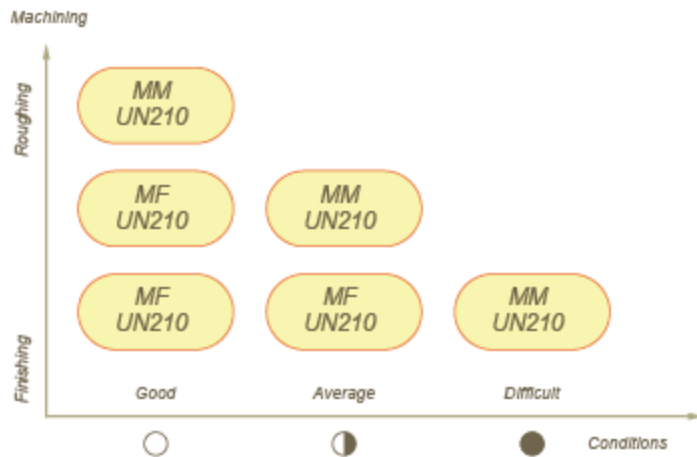 Machining
Roughing
MM
UN210
MF
UN210
MM
UN210
MF
UN210
MF
UN210
MM
UN210
Finishing
Good
Average
Difficult
Conditions